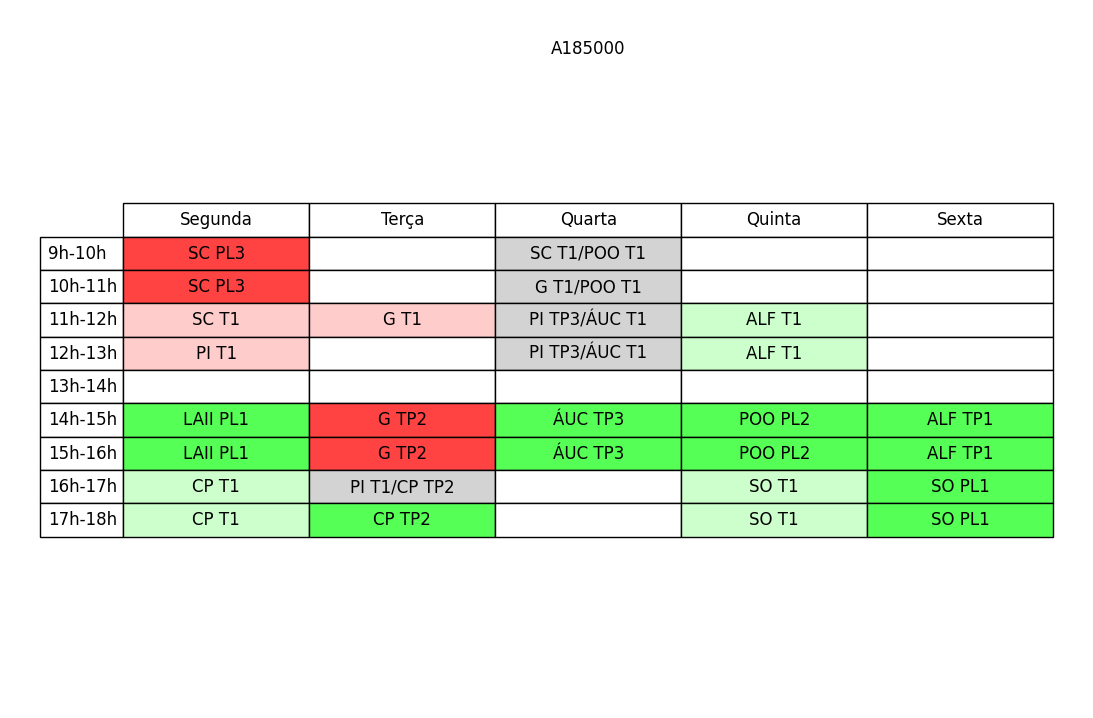 A185000
Segunda Terça Quarta Quinta Sexta
9h-10h SC PL3 SC T1/POO T1
10h-11h SC PL3 G T1/POO T1
11h-12h SC T1 G T1 PI TP3/ÁUC T1 ALF T1
12h-13h PI T1 PI TP3/ÁUC T1 ALF T1
13h-14h
14h-15h LAII PL1 G TP2 ÁUC TP3 POO PL2 ALF TP1
15h-16h LAII PL1 G TP2 ÁUC TP3 POO PL2 ALF TP1
16h-17h CP T1 PI T1/CP TP2 SO T1 SO PL1
17h-18h CP T1 CP TP2 SO T1 SO PL1